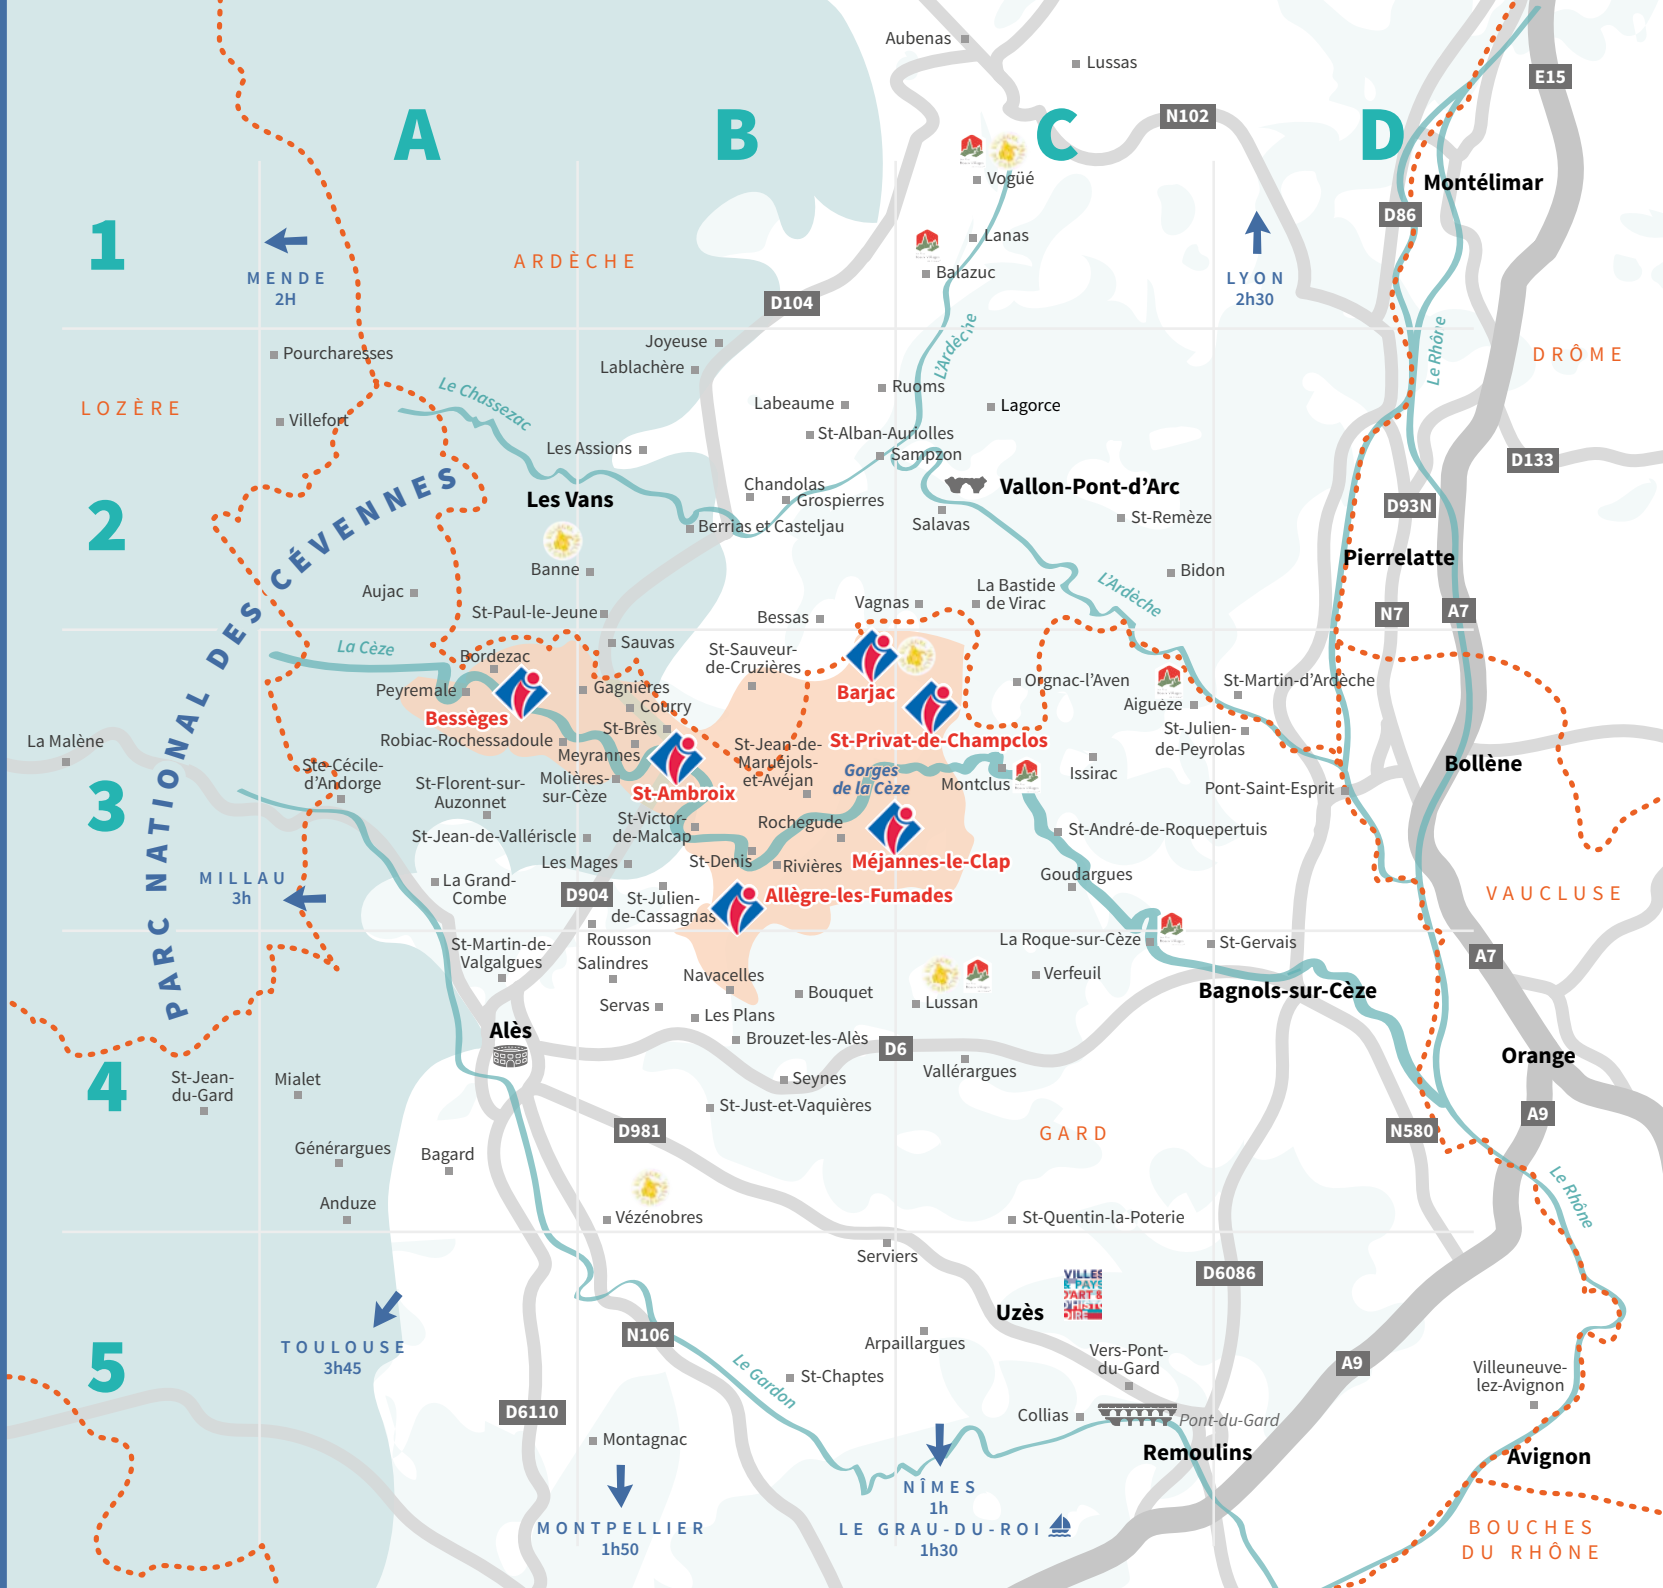 Aubenas
Lussas
E15
A
B
C
D
N102
Vogüé
Montélimar
D86
1
Lanas
ARDÈCHE
Balazuc
MENDE
2H
LYON
2h30
D104
L'Ardèche
Le Rhône
Joyeuse
Pourcharesses
DRÔME
Lablachère
Le Chassezac
Ruoms
LOZÈRE
Labeaume
Lagorce
Villefort
St-Alban-Auriolles
Les Assions
Sampzon
D133
PARC NATIONAL DES CÉVENNES
Chandolas
Vallon-Pont-d'Arc
Les Vans
Grospierres
D93N
2
Berrias et Casteljau
Salavas
St-Remèze
Pierrelatte
Banne
Bidon
L'Ardèche
Aujac
La Bastide
de Virac
Vagnas
St-Paul-le-Jeune
N7
A7
Bessas
La Cèze
Sauvas
Bordezac
St-Sauveur-
de-Cruzières
Peyremale
Gagnières
Barjac
Orgnac-l'Aven
St-Martin-d'Ardèche
Courry
Aiguèze
Bessèges
St-Brès
St-Julien-
de-Peyrolas
Robiac-Rochessadoule
St-Privat-de-Champclos
La Malène
Meyrannes
St-Jean-de-
Maruéjols-
et-Avéjan
Ste-Cécile-
d'Andorge
Gorges
de la Cèze
Issirac
Bollène
St-Florent-sur-
Auzonnet
Molières-
sur-Cèze
St-Ambroix
Montclus
Pont-Saint-Esprit
3
St-Victor-
de-Malcap
Rochegude
St-Jean-de-Vallériscle
St-André-de-Roquepertuis
Les Mages
St-Denis
Rivières
Méjannes-le-Clap
MILLAU
3h
La Grand-
Combe
Goudargues
D904
St-Julien-
de-Cassagnas
Allègre-les-Fumades
VAUCLUSE
Rousson
La Roque-sur-Cèze
St-Gervais
St-Martin-de-
Valgalgues
Salindres
A7
Navacelles
Verfeuil
Bouquet
Bagnols-sur-Cèze
Servas
Lussan
Les Plans
Alès
Brouzet-les-Alès
D6
Orange
Vallérargues
4
St-Jean-
du-Gard
Mialet
Seynes
St-Just-et-Vaquières
A9
D981
GARD
N580
Générargues
Bagard
Le Rhône
Anduze
Vézénobres
St-Quentin-la-Poterie
Serviers
D6086
VILLES
& PAYS
D'ART &
D'HISTO
IRE
Uzès
N106
TOULOUSE
3h45
Arpaillargues
Vers-Pont-
du-Gard
5
A9
Le Gardon
St-Chaptes
Villeuneuve-
lez-Avignon
D6110
Collias
Pont-du-Gard
Montagnac
Remoulins
Avignon
NÎMES
1h
MONTPELLIER
1h50
LE GRAU-DU-ROI
1h30
BOUCHES
DU RHÔNE